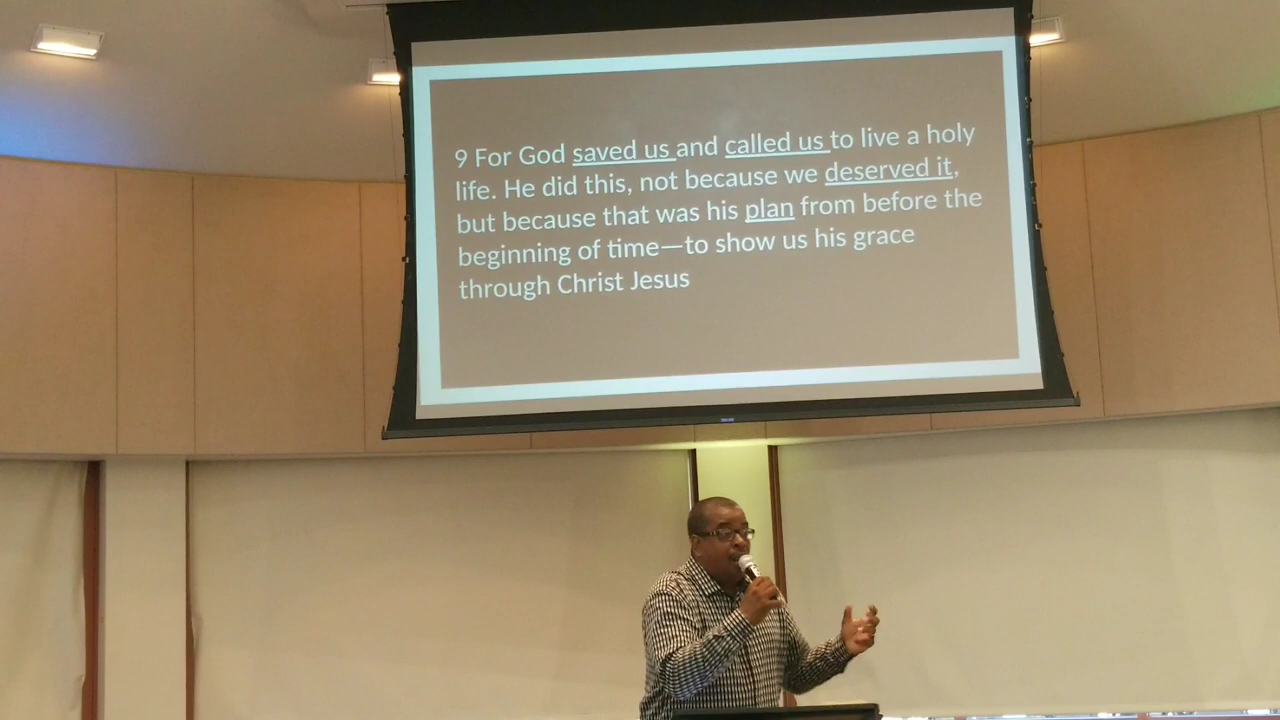 9 For God saved us and called us to live a holy
life. He did this, not because we deserved it,
but because that was his plan from before the
beginning of time—to show us his grace
through Christ Jesus